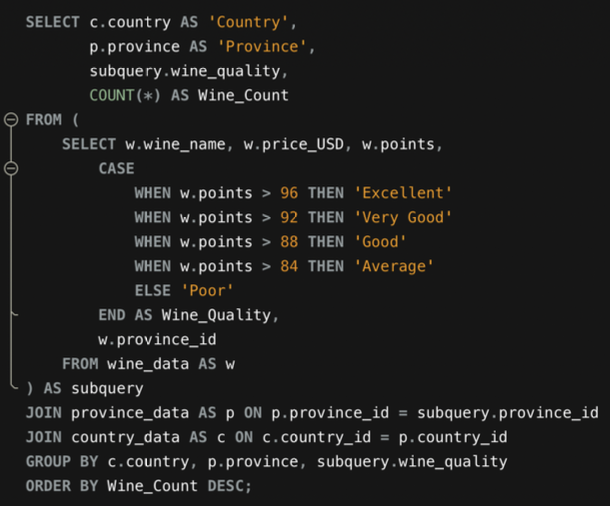 SELECT c.country AS 'Country',
p.province AS 'Province',
subquery.wine_quality,
COUNT(*) AS Wine_Count
FROM (
SELECT w.wine_name, w.price_USD, w.points,
CASE
WHEN w.points > 96 THEN 'Excellent'
WHEN w.points > 92 THEN 'Very Good'
WHEN w.points > 88 THEN 'Good'
WHEN w.points > 84 THEN 'Average'
ELSE 'Poor'
END AS Wine_Quality,
w.province_id
FROM wine_data AS w
) AS subquery
JOIN province_data AS p ON p.province_id = subquery.province_id
JOIN country_data AS c ON c.country_id = p.country_id
GROUP BY c.country, p.province, subquery.wine_quality
ORDER BY Wine_Count DESC;